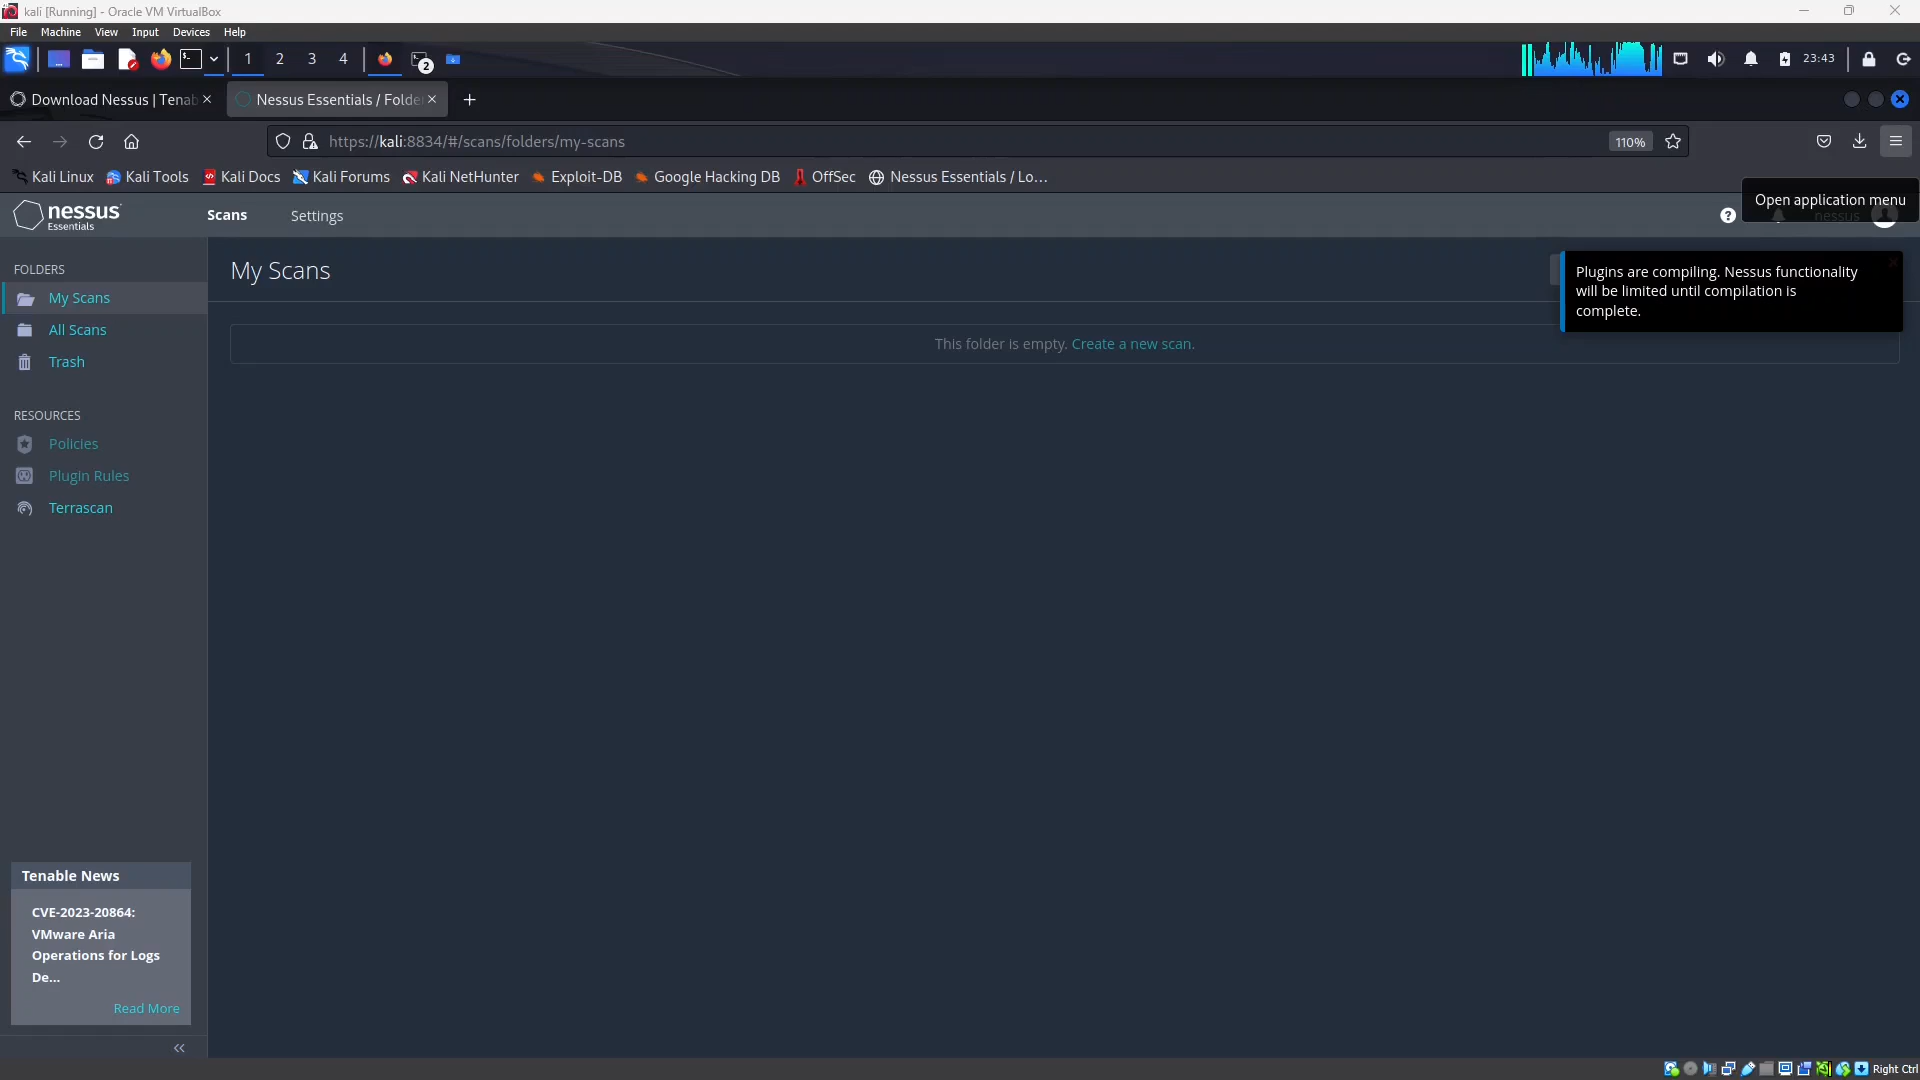 kali [Running] - Oracle VM VirtualBox
File Machine View Input Devices Help
1 2 3 4 2 23:43
Download Nessus | Tenab Nessus Essentials / Folde
https://kali:8834/#/scans/folders/my-scans 110%
Kali Linux Kali Tools Kali Docs Kali Forums Kali NetHunter Exploit-DB Google Hacking DB OffSec Nessus Essentials / Lo...
Open application menu
nessus Essentials
Scans Settings nessus
FOLDERS
My Scans
All Scans
Trash
RESOURCES
Policies
Plugin Rules
Terrascan
My Scans
Plugins are compiling. Nessus functionality
will be limited until compilation is
complete.
This folder is empty. Create a new scan.
Tenable News
CVE-2023-20864:
VMware Aria
Operations for Logs
De...
Read More
Right Ctrl